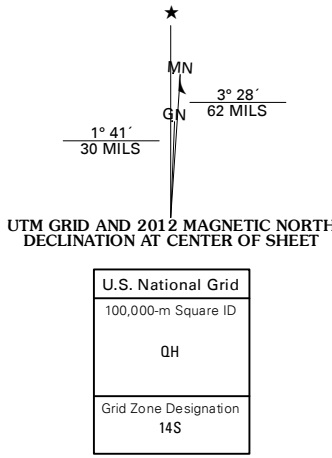 ★
MN
3° 28´
62 MILS
GN
1° 41´
30 MILS
UTM GRID AND 2012 MAGNETIC NORTH
DECLINATION AT CENTER OF SHEET
U.S. National Grid
100,000-m Square ID
QH
Grid Zone Designation
14S